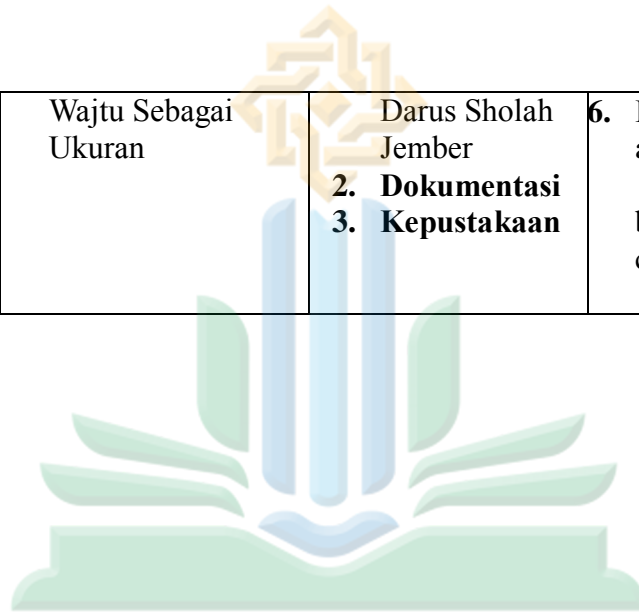 Wajtu Sebagai
Ukuran
Darus Sholah
Jember
2. Dokumentasi
3. Kepustakaan
6.